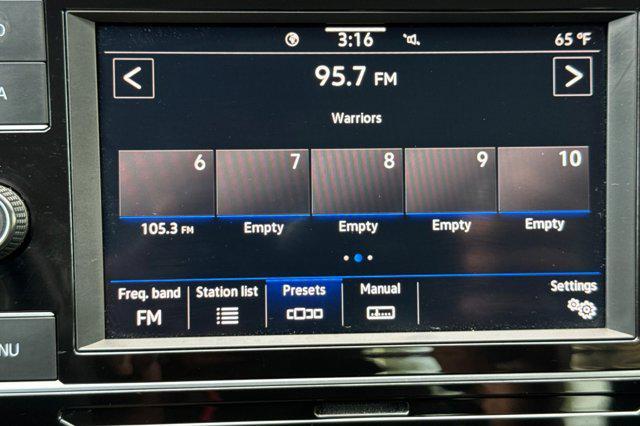 3:16
65 °F
95.7 FM
Warriors
6 7 8 9 10
105.3 FM Empty Empty Empty Empty
Freq. band Station list Presets Manual Settings
FM
NU
A